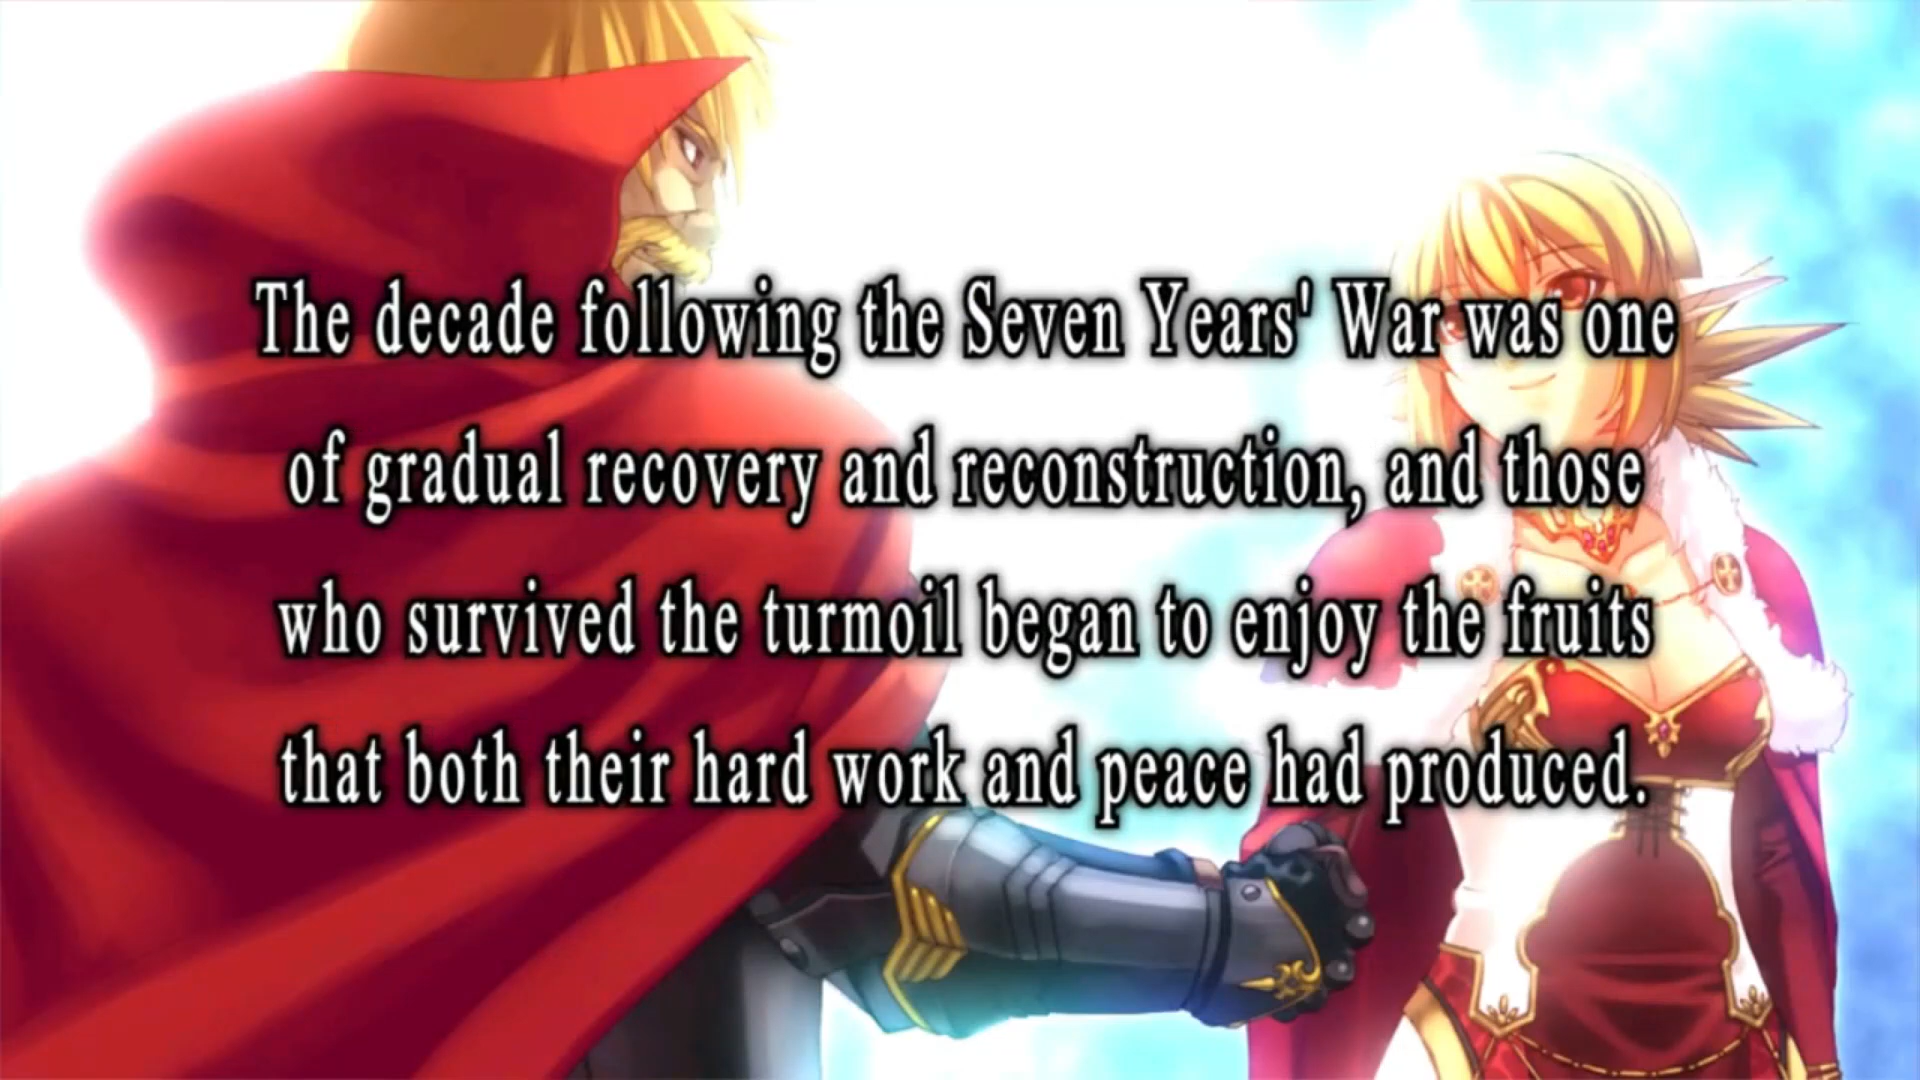 The decade following the Seven Years' War was one
of gradual recovery and reconstruction, and those
who survived the turmoil began to enjoy the fruits
that both their hard work and peace had produced.